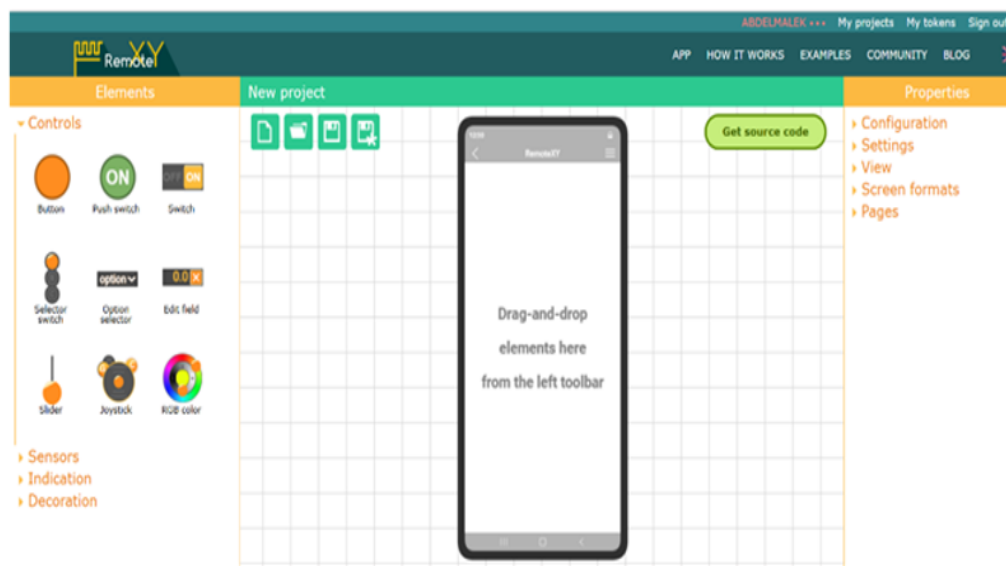 ABDELMALEK ••• My projects My tokens Sign out
RemoteXY
APP HOW IT WORKS EXAMPLES COMMUNITY BLOG
Elements
New project
Properties
Controls
Button
ON
Push switch
OFF ON
Switch
Selector switch
option
Option selector
0.0 X
Edit field
Slider
Joystick
RGB color
Sensors
Indication
Decoration
RemoteXY
Drag-and-drop
elements here
from the left toolbar
Get source code
Configuration
Settings
View
Screen formats
Pages